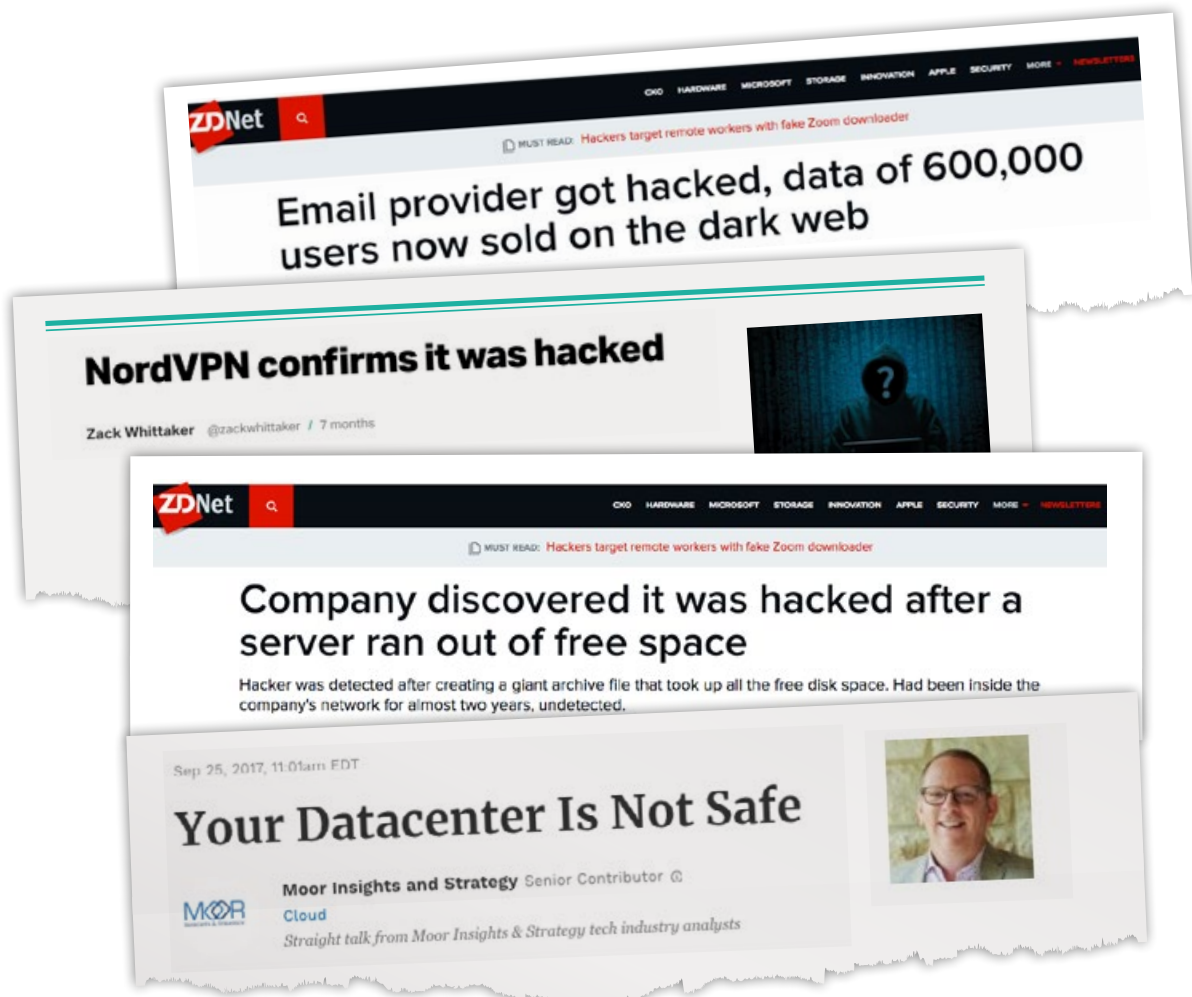 ZDNet
CXO HARDWARE MICROSOFT STORAGE INNOVATION APPLE SECURITY MORE NEWSLETTERS
MUST READ: Hackers target remote workers with fake Zoom downloader
Email provider got hacked, data of 600,000
users now sold on the dark web
NordVPN confirms it was hacked
Zack Whittaker @zackwhittaker / 7 months
?
ZDNet
CXO HARDWARE MICROSOFT STORAGE INNOVATION APPLE SECURITY MORE NEWSLETTERS
MUST READ: Hackers target remote workers with fake Zoom downloader
Company discovered it was hacked after a
server ran out of free space
Hacker was detected after creating a giant archive file that took up all the free disk space. Had been inside the
company's network for almost two years, undetected.
Sep 25, 2017, 11:01am EDT
Your Datacenter Is Not Safe
Moor Insights and Strategy Senior Contributor
MOOR
INSIGHTS & STRATEGY
Cloud
Straight talk from Moor Insights & Strategy tech industry analysts